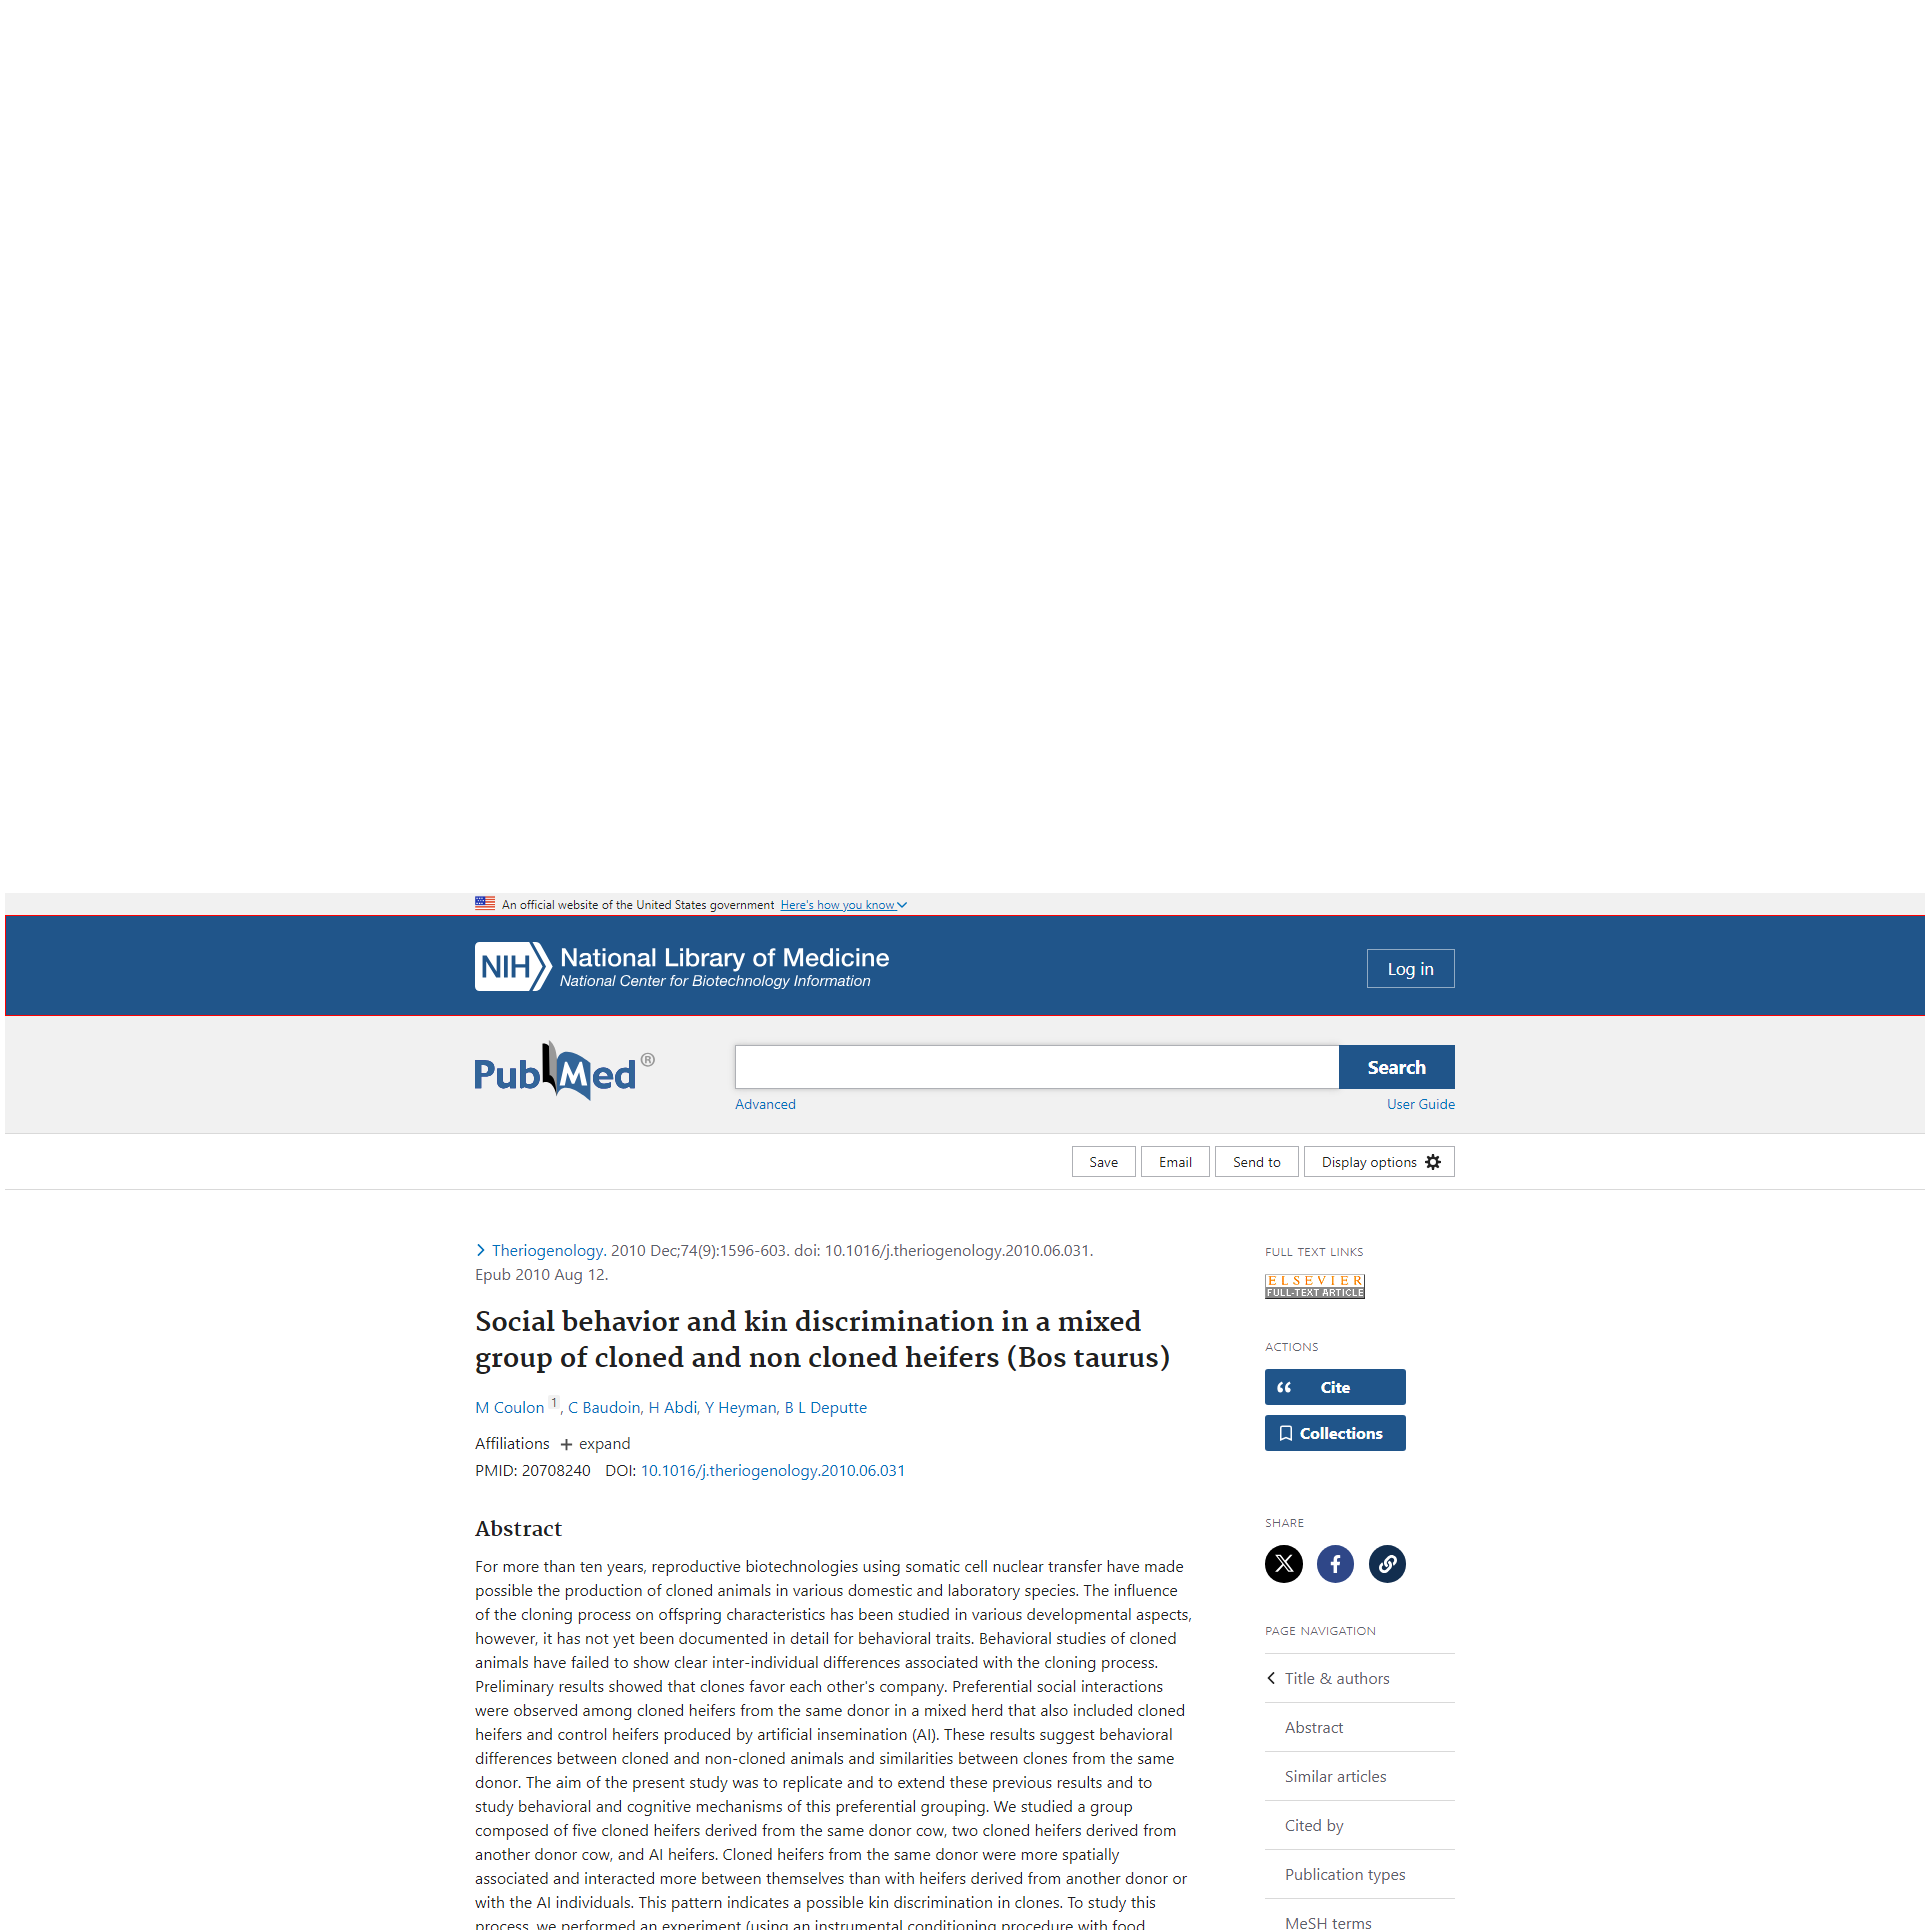 An official website of the United States government Here's how you know
NIH National Library of Medicine
National Center for Biotechnology Information
Log in
PubMed®
Search
Advanced
User Guide
Save
Email
Send to
Display options
Theriogenology. 2010 Dec;74(9):1596-603. doi: 10.1016/j.theriogenology.2010.06.031.
Epub 2010 Aug 12.
Social behavior and kin discrimination in a mixed
group of cloned and non cloned heifers (Bos taurus)
M Coulon 1, C Baudoin, H Abdi, Y Heyman, B L Deputte
Affiliations + expand
PMID: 20708240 DOI: 10.1016/j.theriogenology.2010.06.031
Abstract
For more than ten years, reproductive biotechnologies using somatic cell nuclear transfer have made
possible the production of cloned animals in various domestic and laboratory species. The influence
of the cloning process on offspring characteristics has been studied in various developmental aspects,
however, it has not yet been documented in detail for behavioral traits. Behavioral studies of cloned
animals have failed to show clear inter-individual differences associated with the cloning process.
Preliminary results showed that clones favor each other's company. Preferential social interactions
were observed among cloned heifers from the same donor in a mixed herd that also included cloned
heifers and control heifers produced by artificial insemination (AI). These results suggest behavioral
differences between cloned and non-cloned animals and similarities between clones from the same
donor. The aim of the present study was to replicate and to extend these previous results and to
study behavioral and cognitive mechanisms of this preferential grouping. We studied a group
composed of five cloned heifers derived from the same donor cow, two cloned heifers derived from
another donor cow, and AI heifers. Cloned heifers from the same donor were more spatially
associated and interacted more between themselves than with heifers derived from another donor or
with the AI individuals. This pattern indicates a possible kin discrimination in clones. To study this
process, we performed an experiment (using an instrumental conditioning procedure with food
FULL TEXT LINKS
ELSEVIER
FULL-TEXT ARTICLE
ACTIONS
Cite
Collections
SHARE
PAGE NAVIGATION
Title & authors
Abstract
Similar articles
Cited by
Publication types
MeSH terms